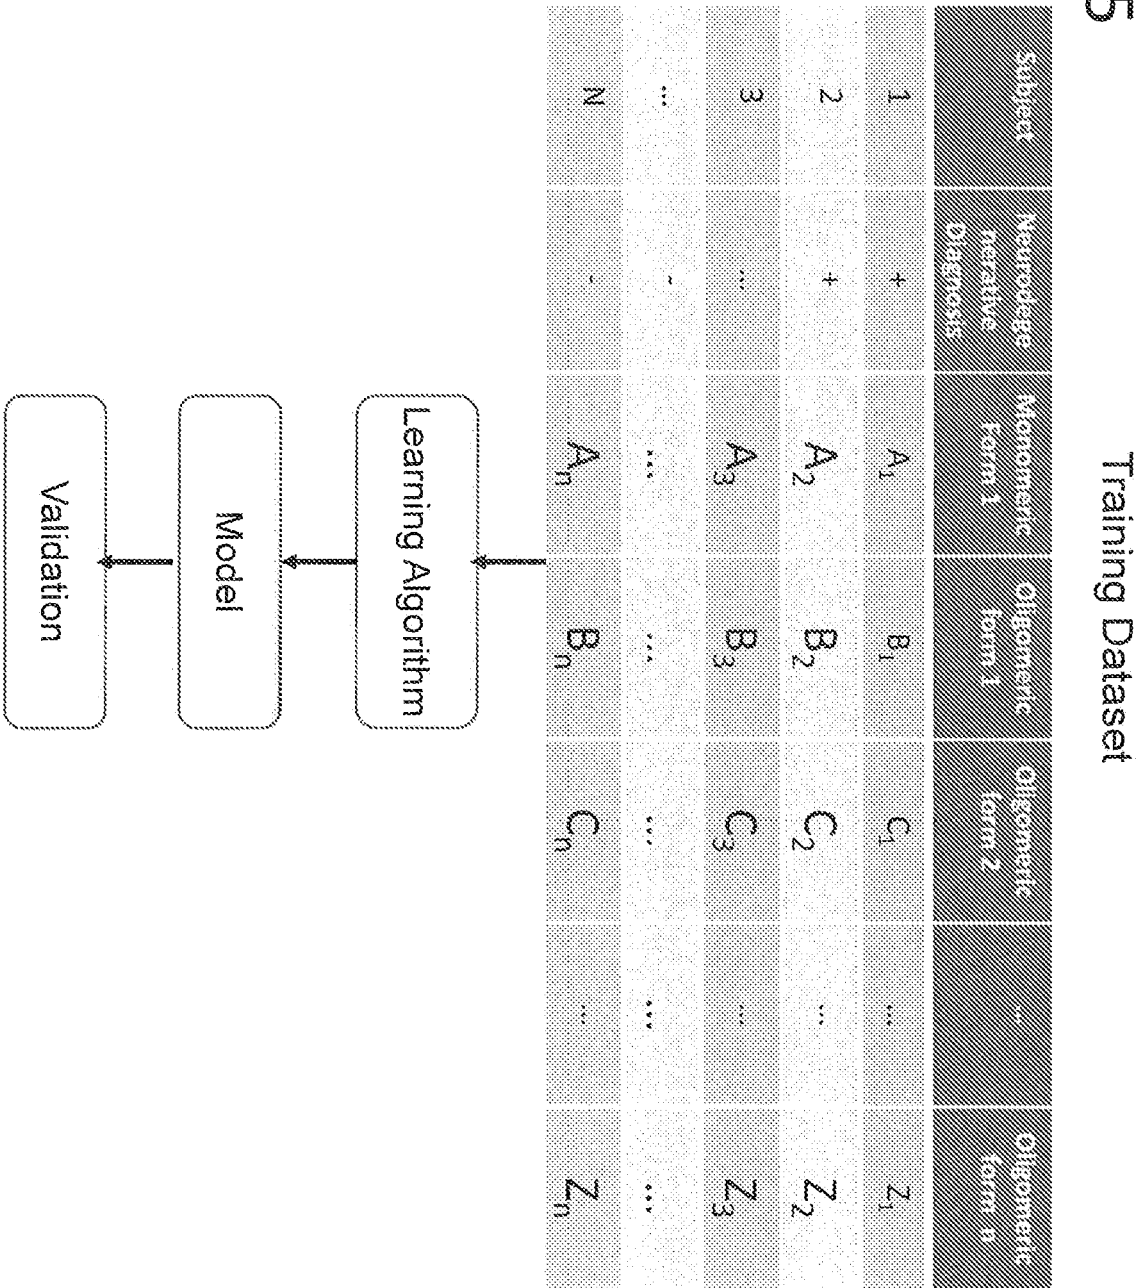 5
Training Dataset
Subject
Neurodege
nerative
Diagnosis
Monomeric
Form 1
Oligomeric
form 1
Oligomeric
form 2
...
Oligomeric
form n
1 + A₁ B₁ C₁ ... Z₁
2 + A₂ B₂ C₂ ... Z₂
3 ... A₃ B₃ C₃ ... Z₃
... - ... ... ... ... ...
N - Aₙ Bₙ Cₙ ... Zₙ
Learning Algorithm
Model
Validation